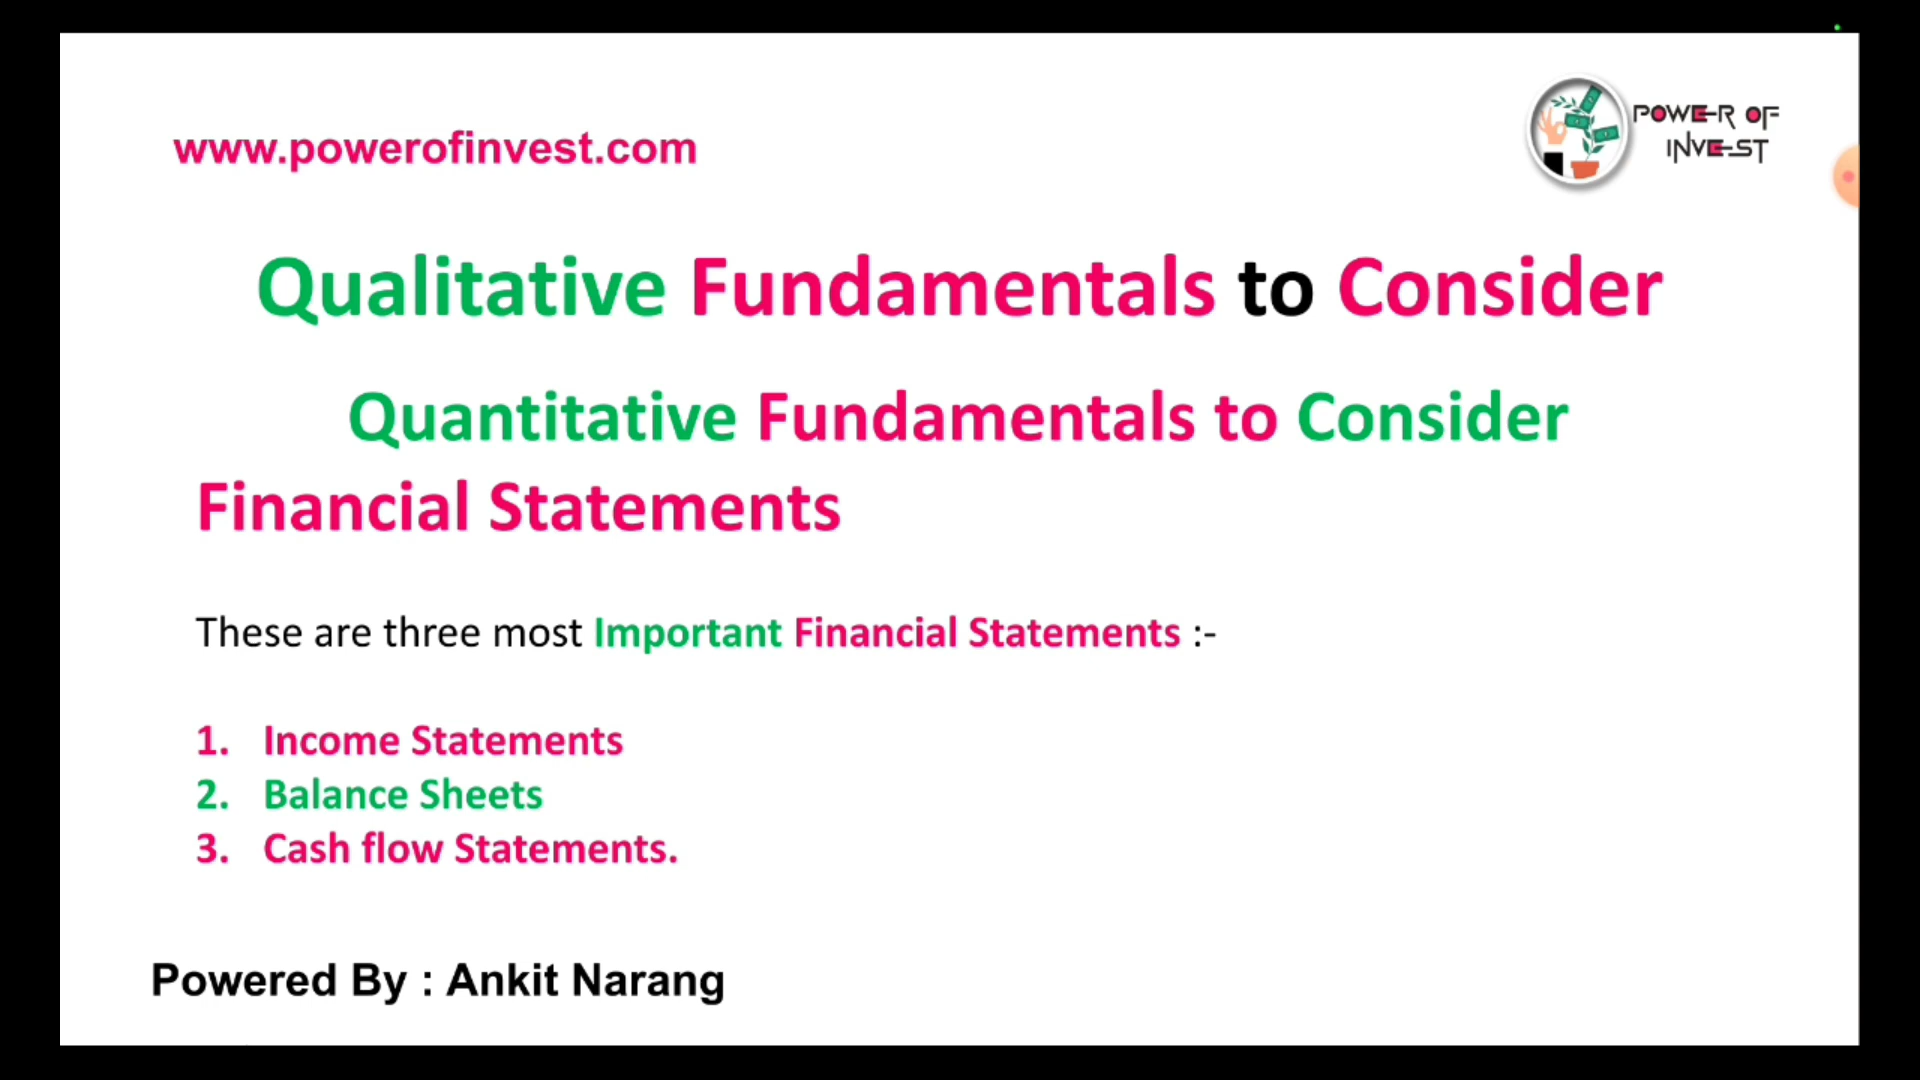 www.powerofinvest.com
POWER OF
INVEST
Qualitative Fundamentals to Consider
Quantitative Fundamentals to Consider
Financial Statements
These are three most Important Financial Statements :-
1. Income Statements
2. Balance Sheets
3. Cash flow Statements.
Powered By : Ankit Narang